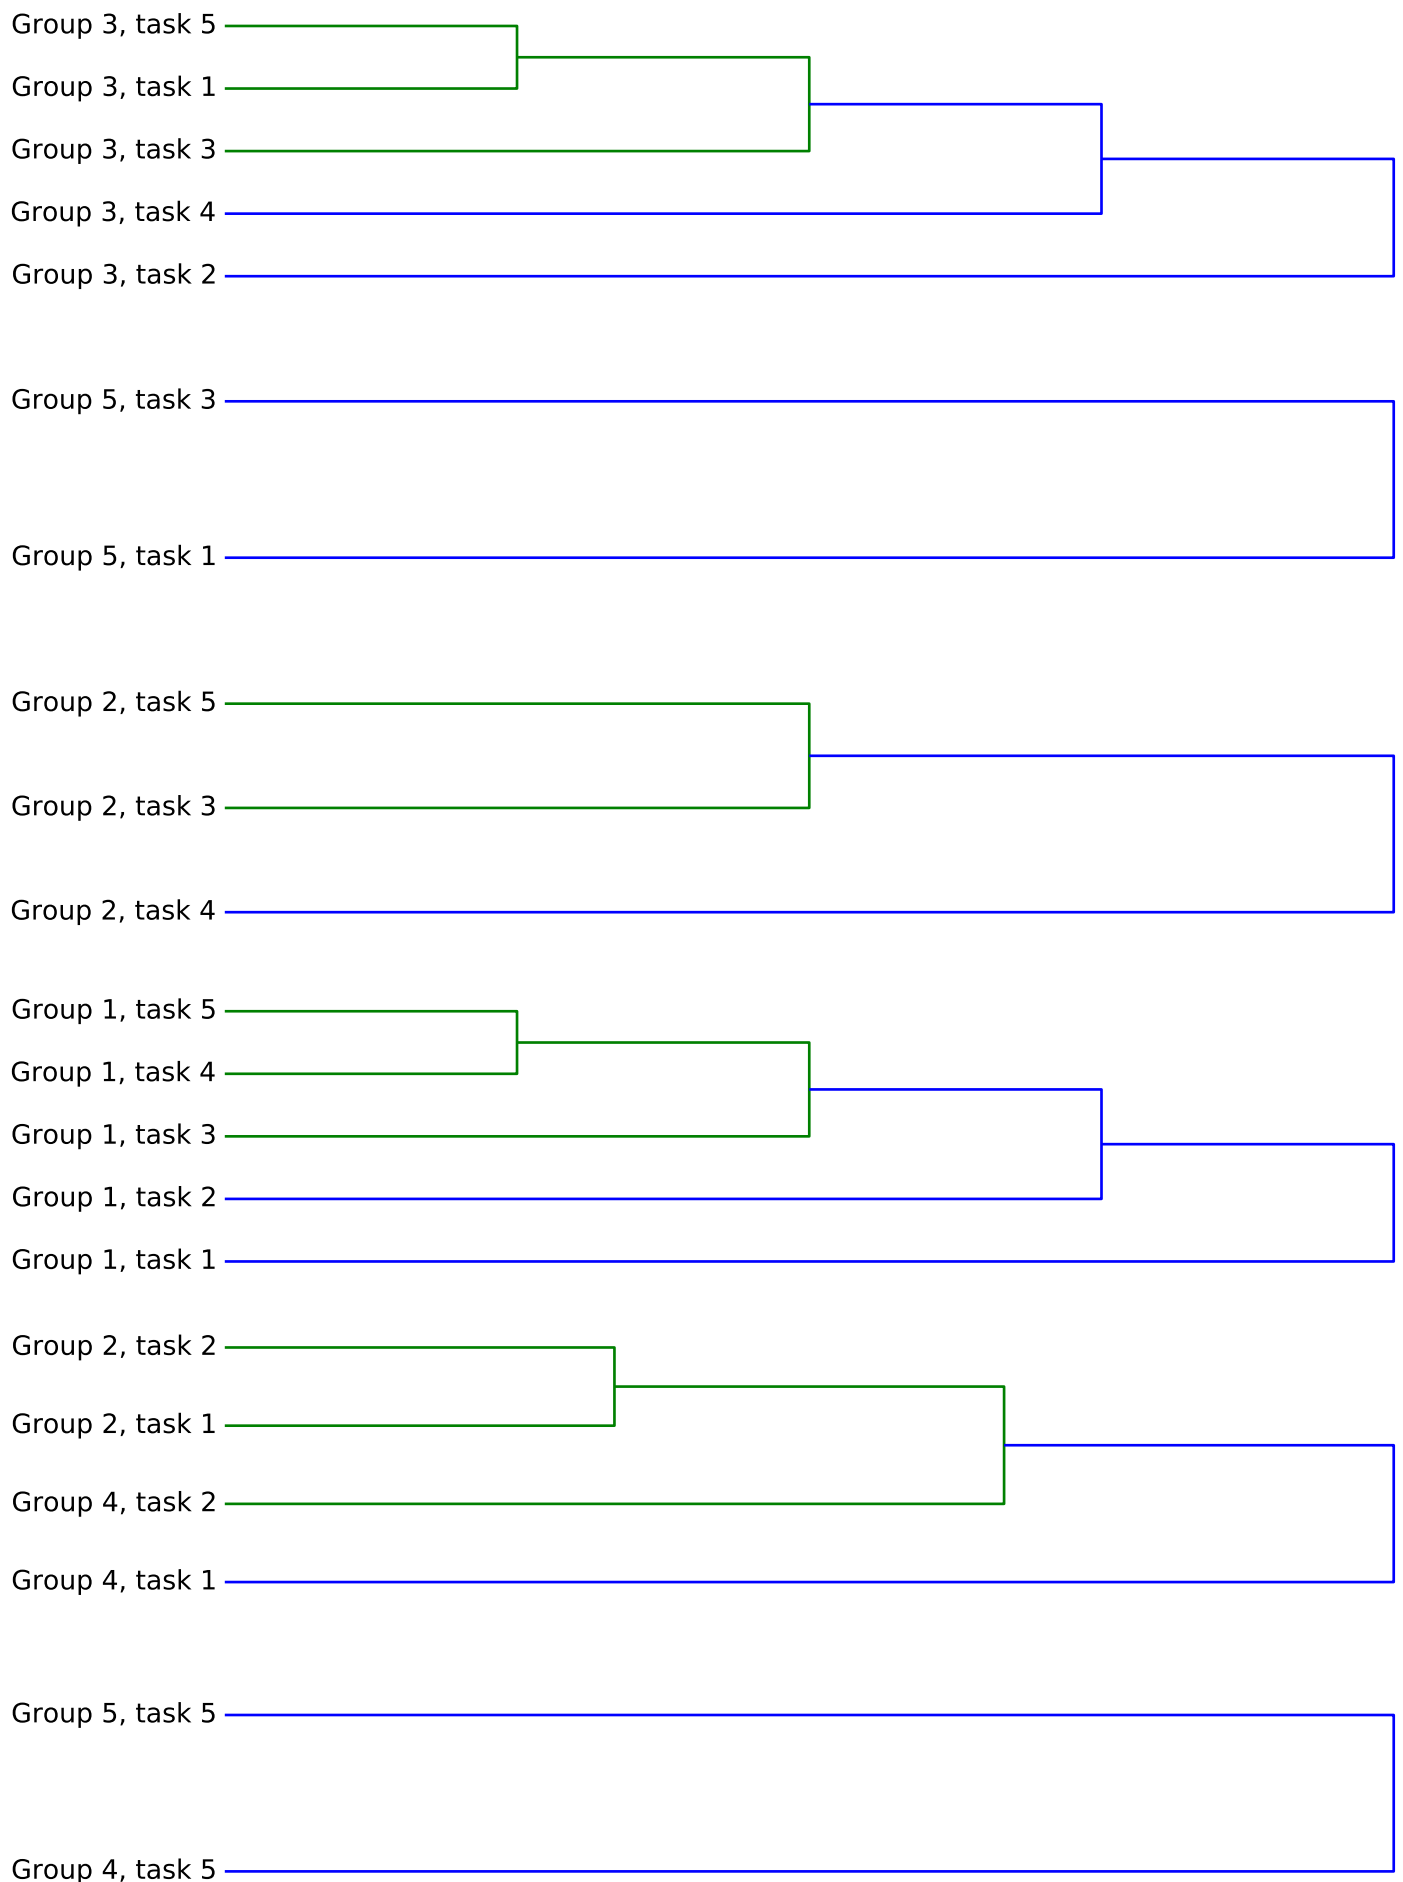 Group 3, task 5
Group 3, task 1
Group 3, task 3
Group 3, task 4
Group 3, task 2
Group 5, task 3
Group 5, task 1
Group 2, task 5
Group 2, task 3
Group 2, task 4
Group 1, task 5
Group 1, task 4
Group 1, task 3
Group 1, task 2
Group 1, task 1
Group 2, task 2
Group 2, task 1
Group 4, task 2
Group 4, task 1
Group 5, task 5
Group 4, task 5